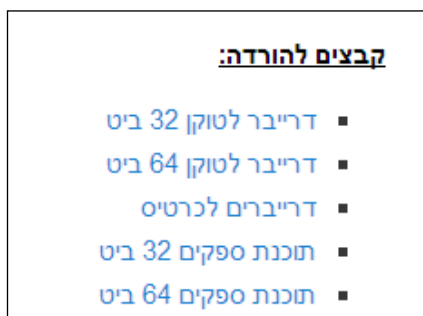 קבצים להורדה:
▪ דרייבר לטוקן 32 ביט
▪ דרייבר לטוקן 64 ביט
▪ דרייברים לכרטיס
▪ תוכנת ספקים 32 ביט
▪ תוכנת ספקים 64 ביט